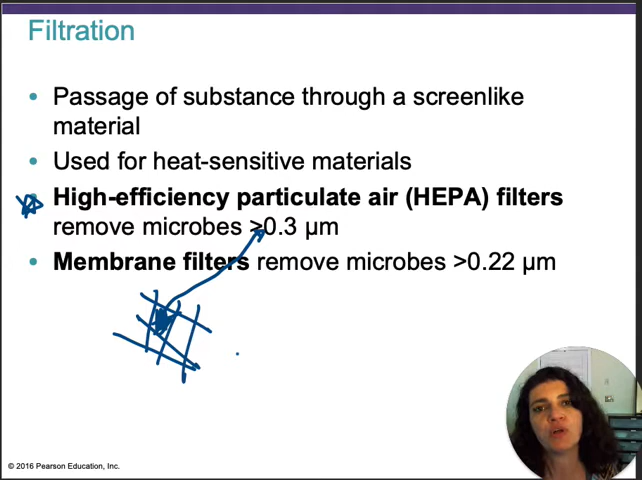 Filtration
• Passage of substance through a screenlike
material
• Used for heat-sensitive materials
• High-efficiency particulate air (HEPA) filters
remove microbes >0.3 μm
• Membrane filters remove microbes >0.22 μm
© 2016 Pearson Education, Inc.